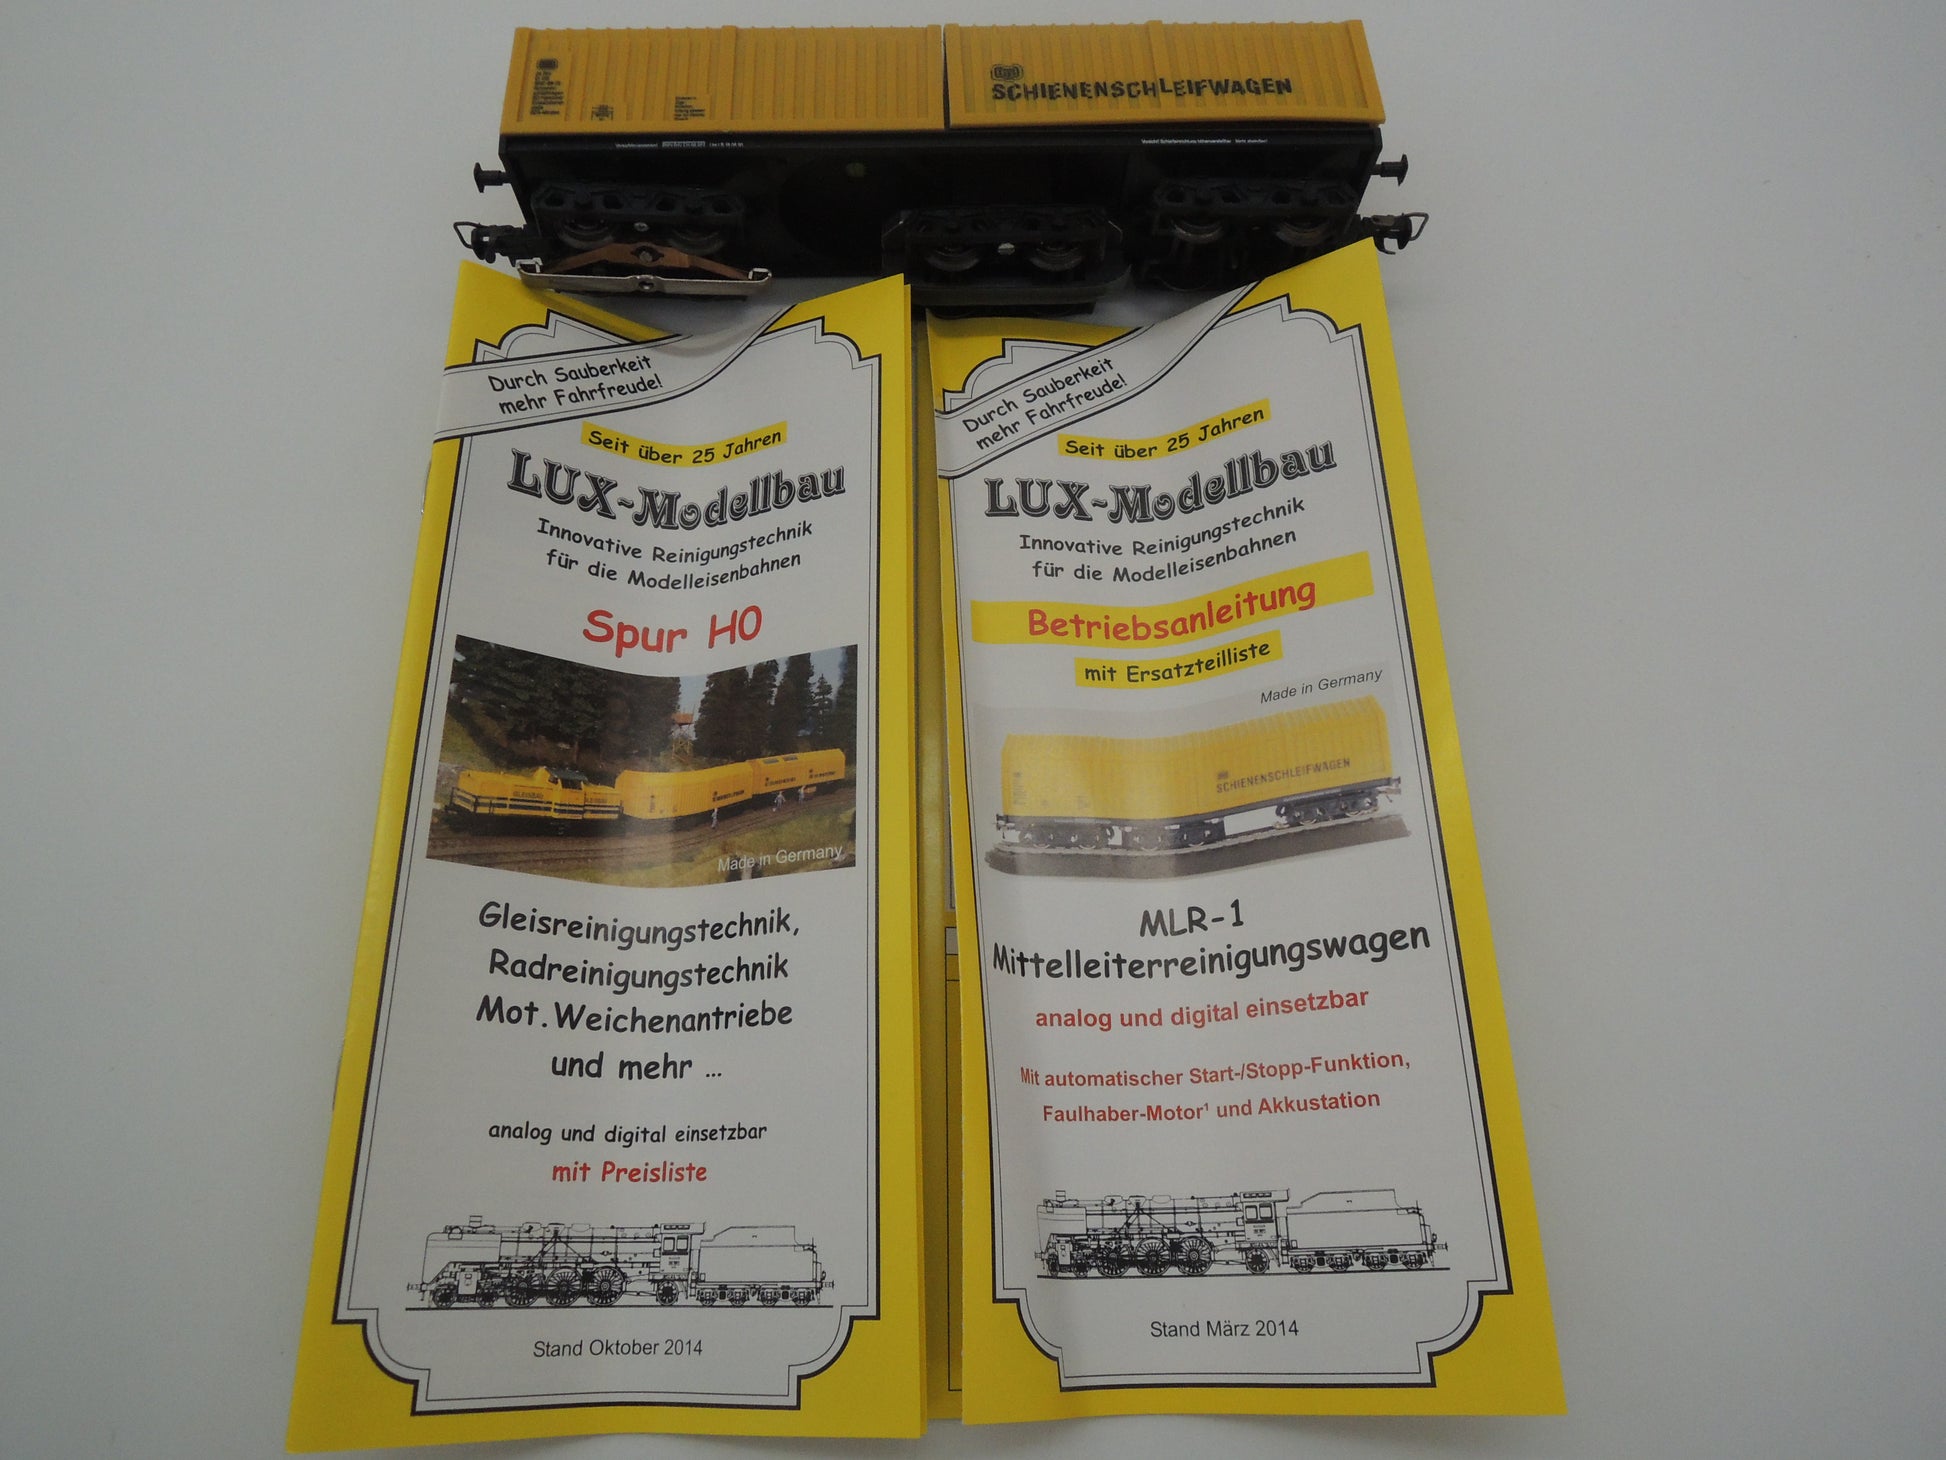 SCHIENENSCHLEIFWAGEN
Durch Sauberkeit
mehr Fahrfreude!
Seit über 25 Jahren
LUX-Modellbau
Innovative Reinigungstechnik
für die Modelleisenbahnen
Spur H0
Made in Germany
Gleisreinigungstechnik,
Radreinigungstechnik
Mot. Weichenantriebe
und mehr ...
analog und digital einsetzbar
mit Preisliste
Stand Oktober 2014
Durch Sauberkeit
mehr Fahrfreude!
Seit über 25 Jahren
LUX-Modellbau
Innovative Reinigungstechnik
für die Modelleisenbahnen
Betriebsanleitung
mit Ersatzteilliste
Made in Germany
SCHIENENSCHLEIFWAGEN
MLR-1
Mittelleiterreinigungswagen
analog und digital einsetzbar
Mit automatischer Start-/Stopp-Funktion,
Faulhaber-Motor¹ und Akkustation
Stand März 2014